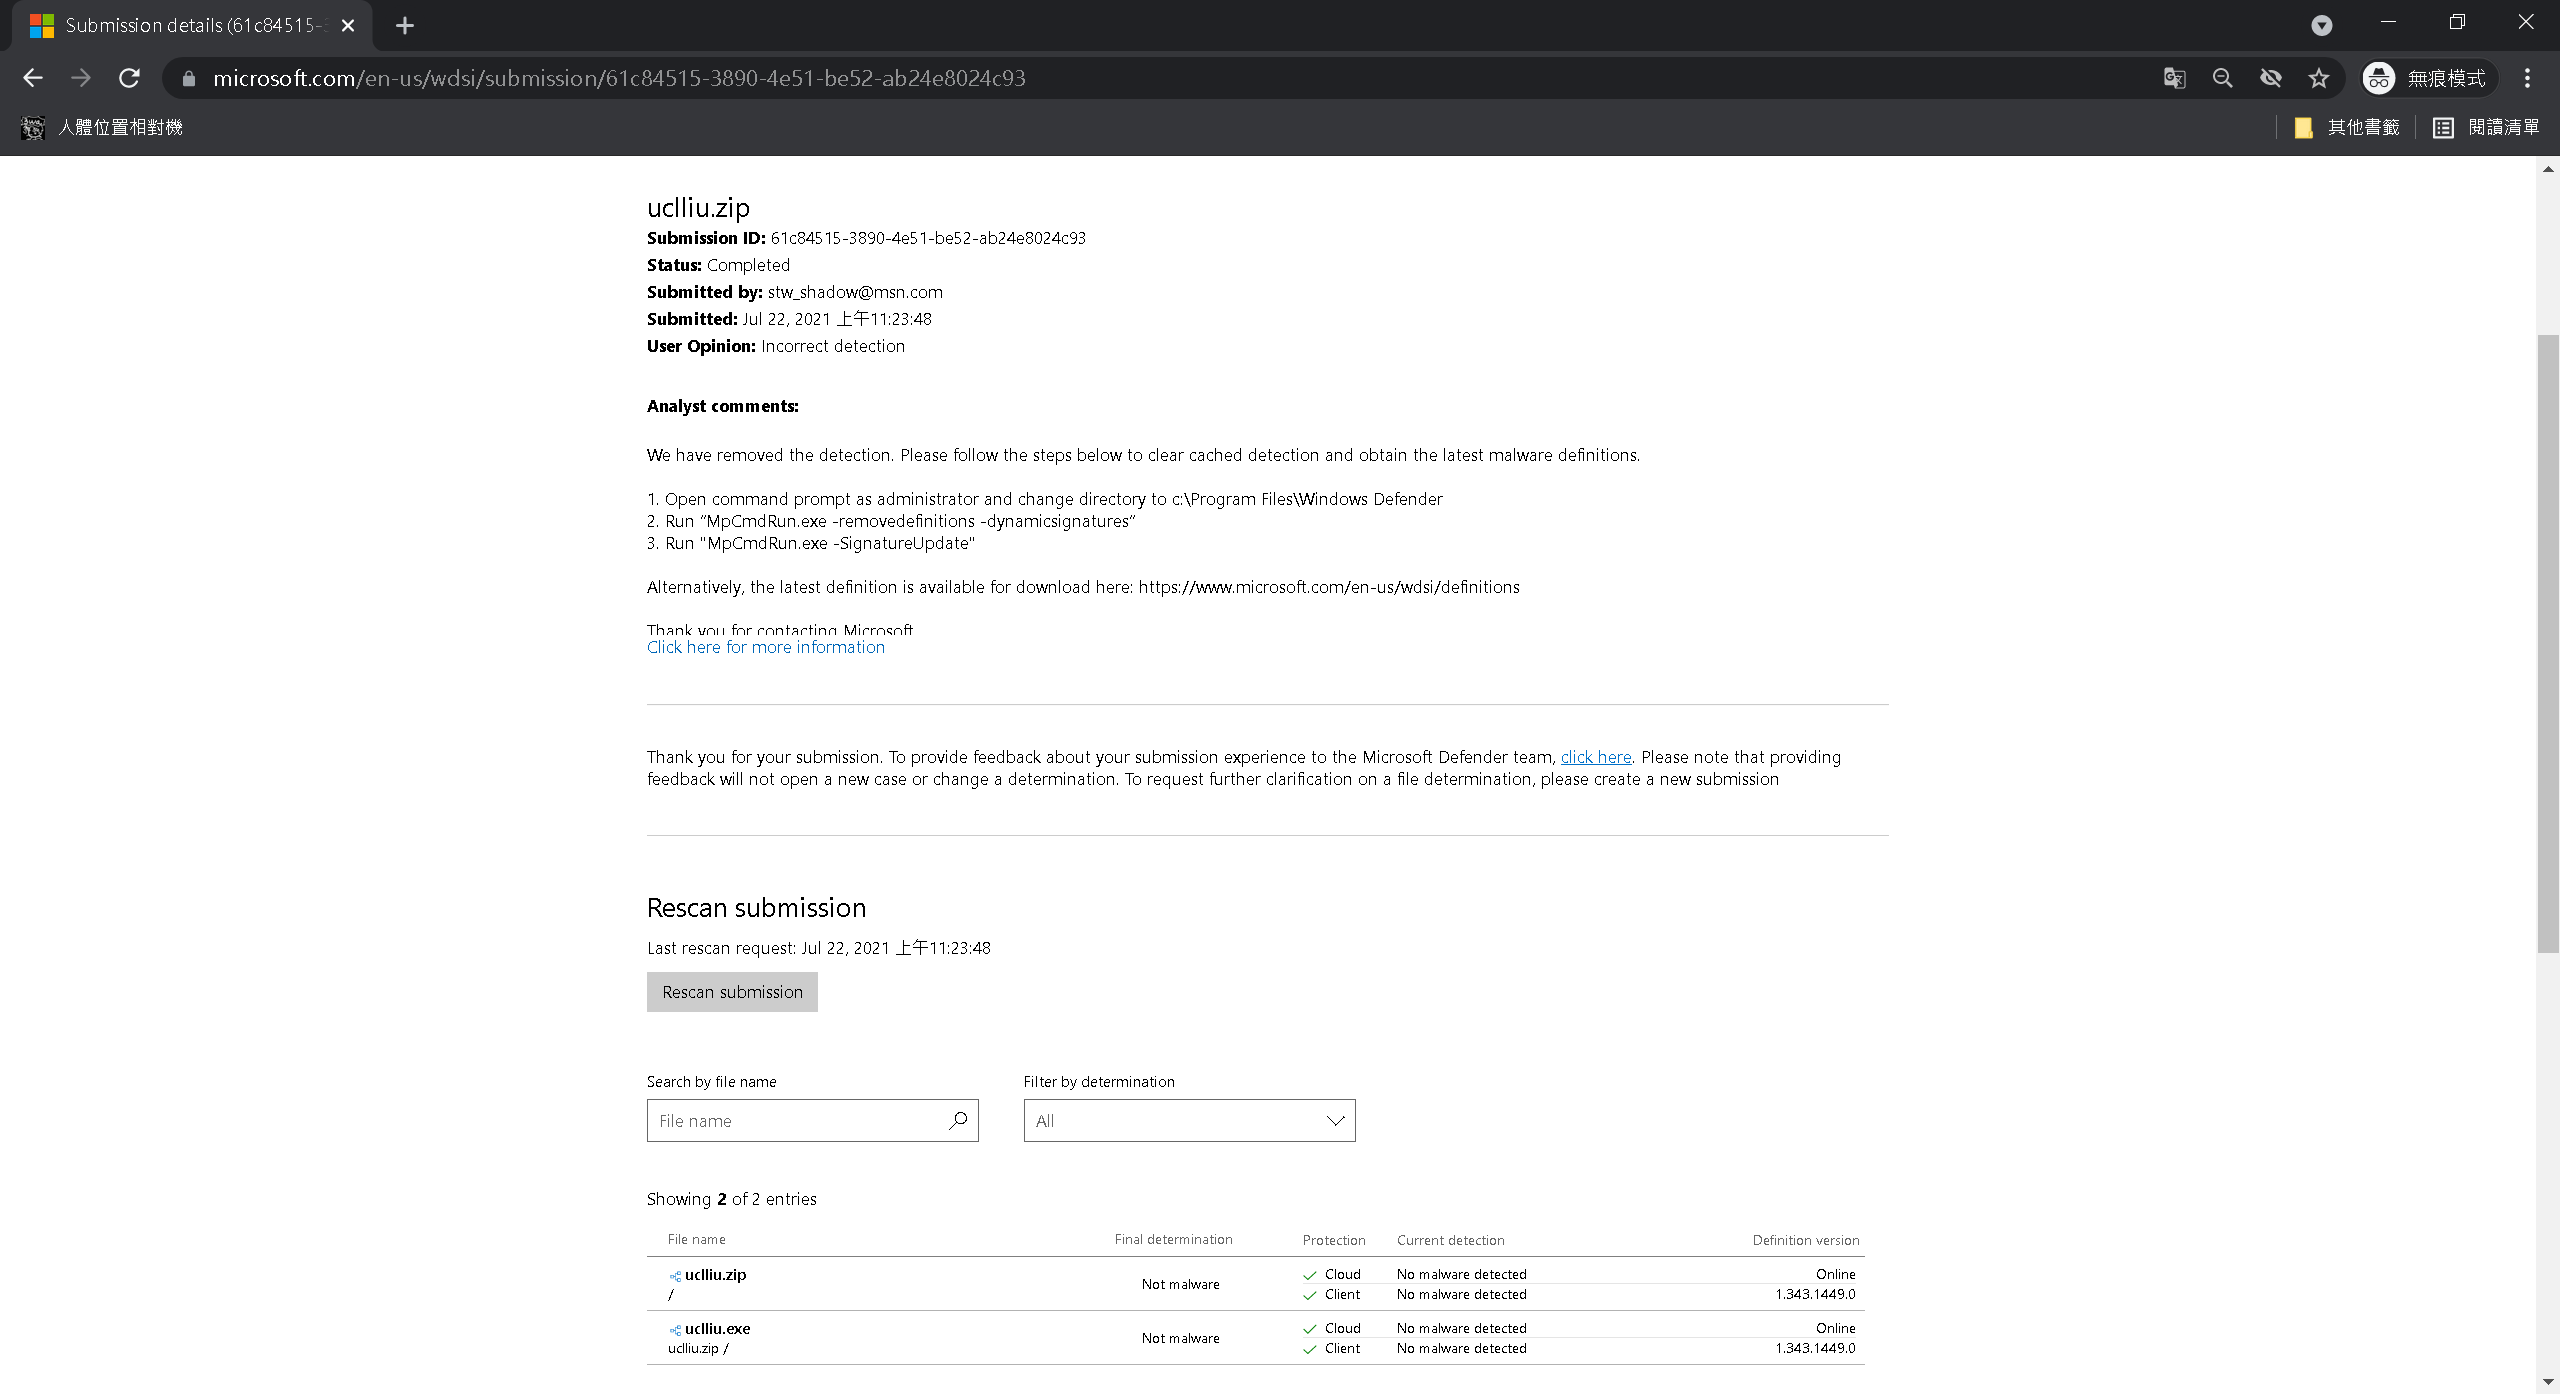 Submission details (61c84515-3
microsoft.com/en-us/wdsi/submission/61c84515-3890-4e51-be52-ab24e8024c93
無痕模式
人體位置相對機
其他書籤
閱讀清單
uclliu.zip
Submission ID: 61c84515-3890-4e51-be52-ab24e8024c93
Status: Completed
Submitted by: stw_shadow@msn.com
Submitted: Jul 22, 2021 上午11:23:48
User Opinion: Incorrect detection
Analyst comments:
We have removed the detection. Please follow the steps below to clear cached detection and obtain the latest malware definitions.
1. Open command prompt as administrator and change directory to c:\Program Files\Windows Defender
2. Run “MpCmdRun.exe -removedefinitions -dynamicsignatures”
3. Run "MpCmdRun.exe -SignatureUpdate"
Alternatively, the latest definition is available for download here: https://www.microsoft.com/en-us/wdsi/definitions
Thank you for contacting Microsoft
Click here for more information
Thank you for your submission. To provide feedback about your submission experience to the Microsoft Defender team, click here. Please note that providing
feedback will not open a new case or change a determination. To request further clarification on a file determination, please create a new submission
Rescan submission
Last rescan request: Jul 22, 2021 上午11:23:48
Rescan submission
Search by file name
Filter by determination
File name
All
Showing 2 of 2 entries
File name Final determination Protection Current detection Definition version
uclliu.zip Cloud No malware detected Online
Not malware
/ Client No malware detected 1.343.1449.0
uclliu.exe Cloud No malware detected Online
Not malware
uclliu.zip / Client No malware detected 1.343.1449.0